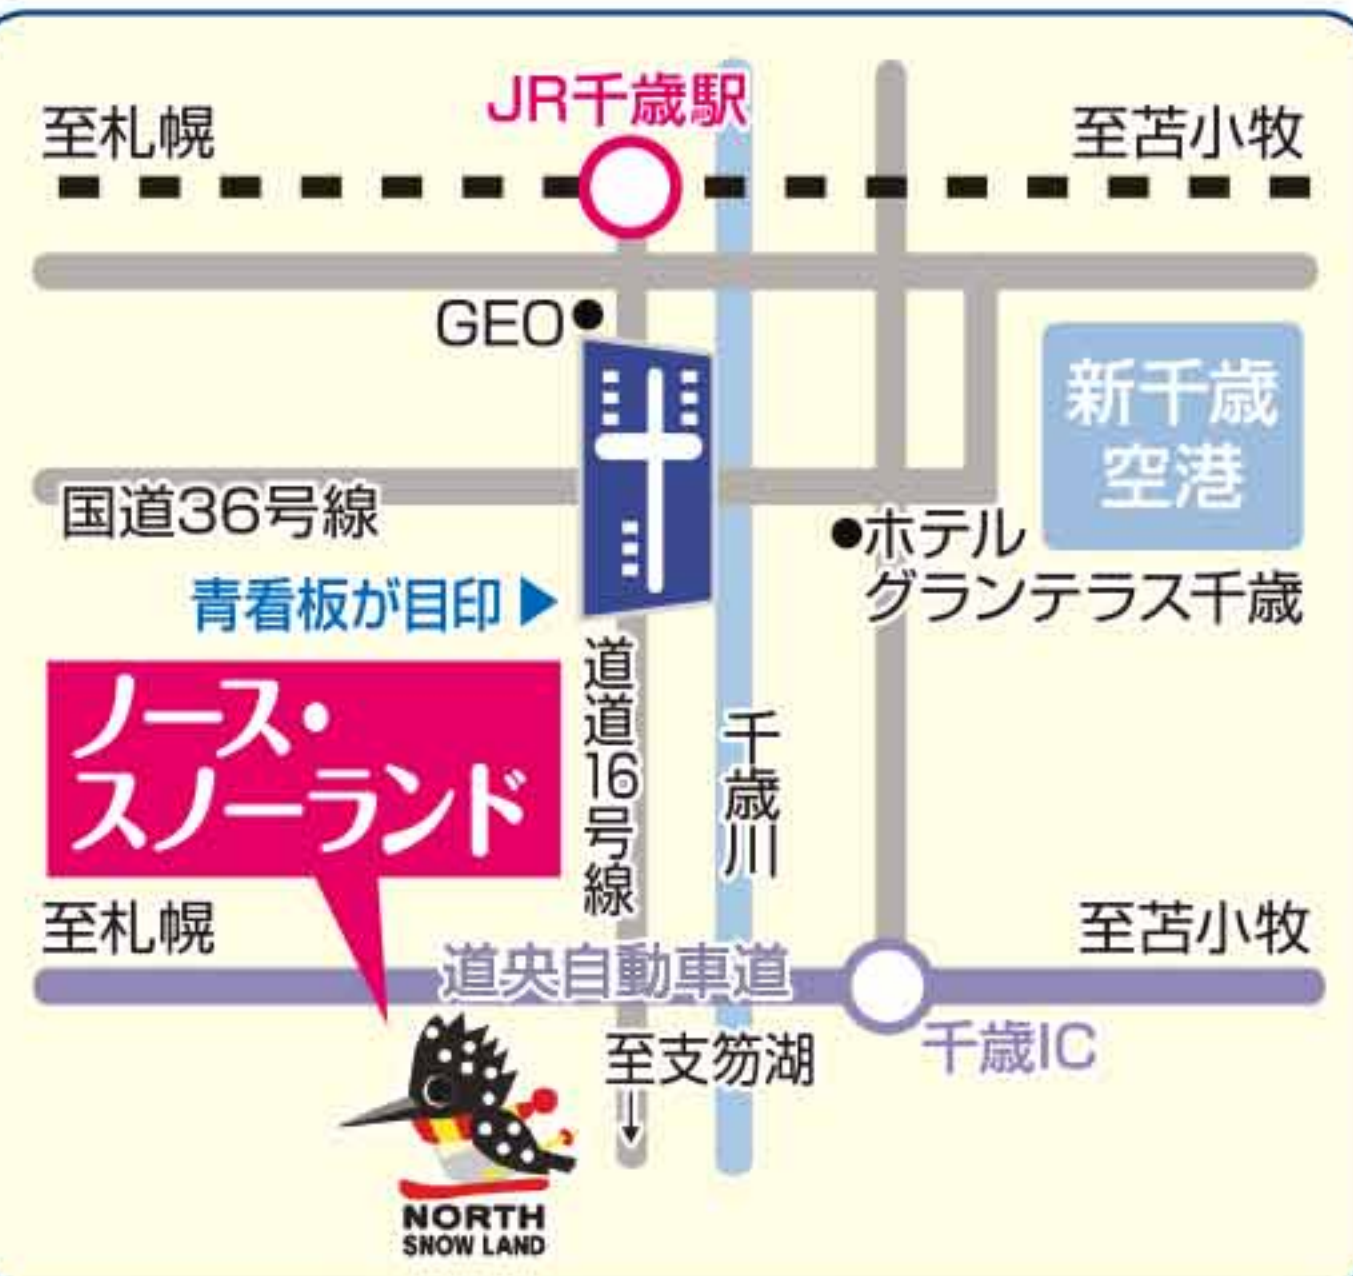 JR千歳駅
至札幌
至苫小牧
GEO
新千歳
空港
国道36号線
ホテル
グランテラス千歳
青看板が目印
道道16号線
千歳川
ノース・
スノーランド
至札幌
至苫小牧
道央自動車道
千歳IC
至支笏湖
NORTH
SNOW LAND